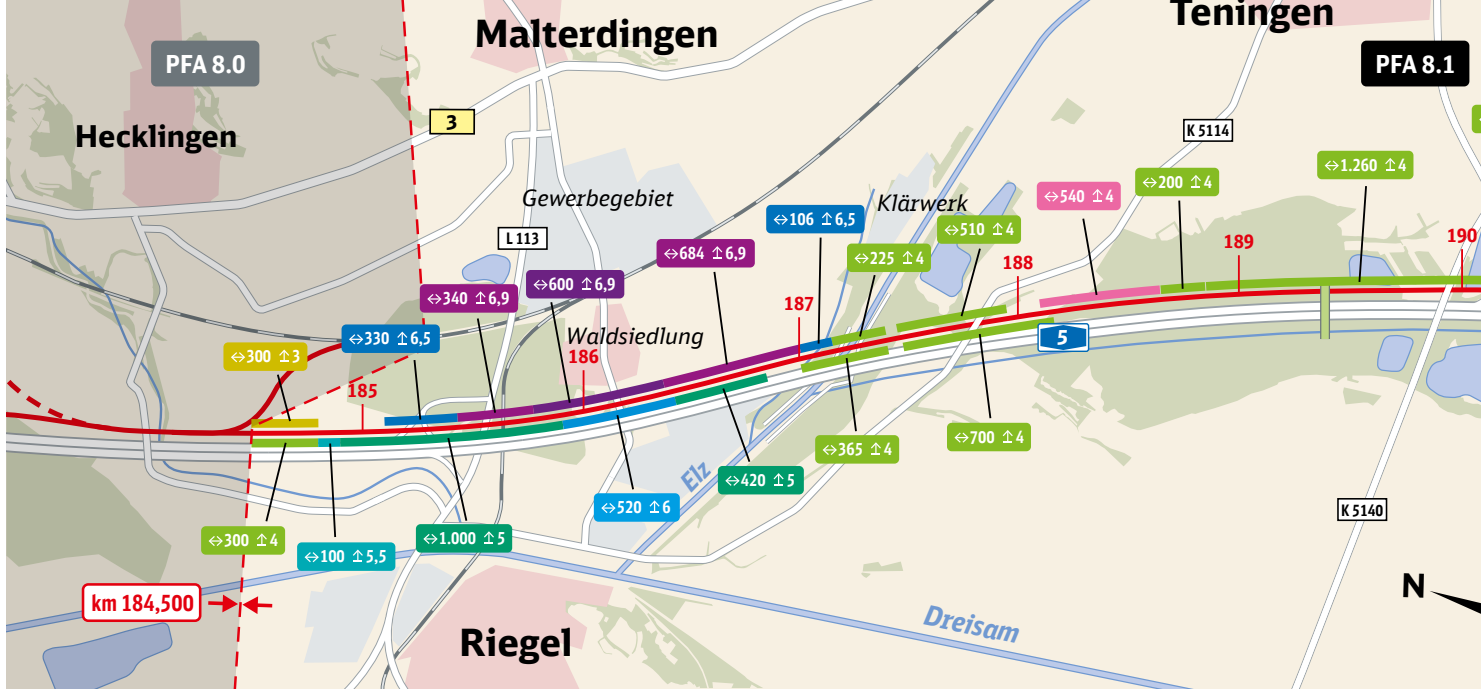 Malterdingen
Teningen
PFA 8.0
PFA 8.1
3
K 5114
Hecklingen
↔1.260 ↥4
↔200 ↥4
↔540 ↥4
Gewerbegebiet
Klärwerk
↔106 ↥6,5
↔510 ↥4
L 113
↔684 ↥6,9
↔225 ↥4
189
190
188
↔600 ↥6,9
↔340 ↥6,9
187
↔330 ↥6,5
Waldsiedlung
5
↔300 ↥3
186
185
↔700 ↥4
↔365 ↥4
Elz
↔420 ↥5
↔520 ↥6
K 5140
↔300 ↥4
↔1.000 ↥5
↔100 ↥5,5
N
km 184,500
Dreisam
Riegel